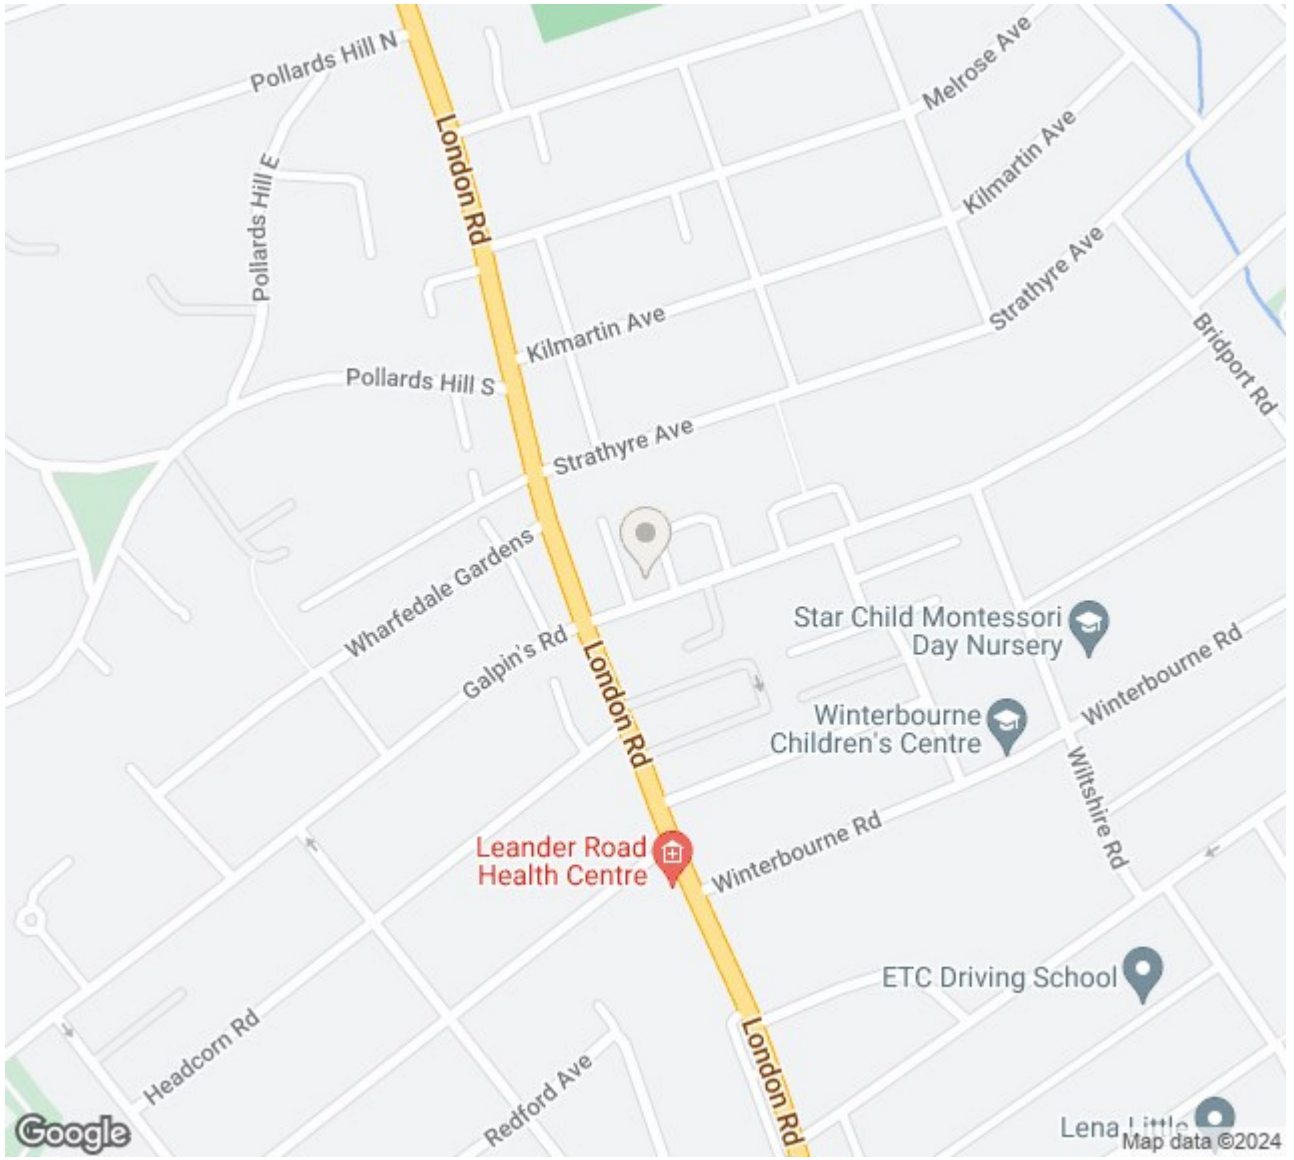 Pollards Hill N
Melrose Ave
London Rd
Kilmartin Ave
Pollards Hill E
Strathyre Ave
Kilmartin Ave
Bridport Rd
Pollards Hill S
Strathyre Ave
Wharfedale Gardens
Galpin's Rd
Star Child Montessori
Day Nursery
London Rd
Winterbourne Rd
Winterbourne
Children's Centre
Wiltshire Rd
Leander Road
Health Centre
Winterbourne Rd
ETC Driving School
Headcorn Rd
London Rd
Redford Ave
Lena Little
Google
Map data ©2024